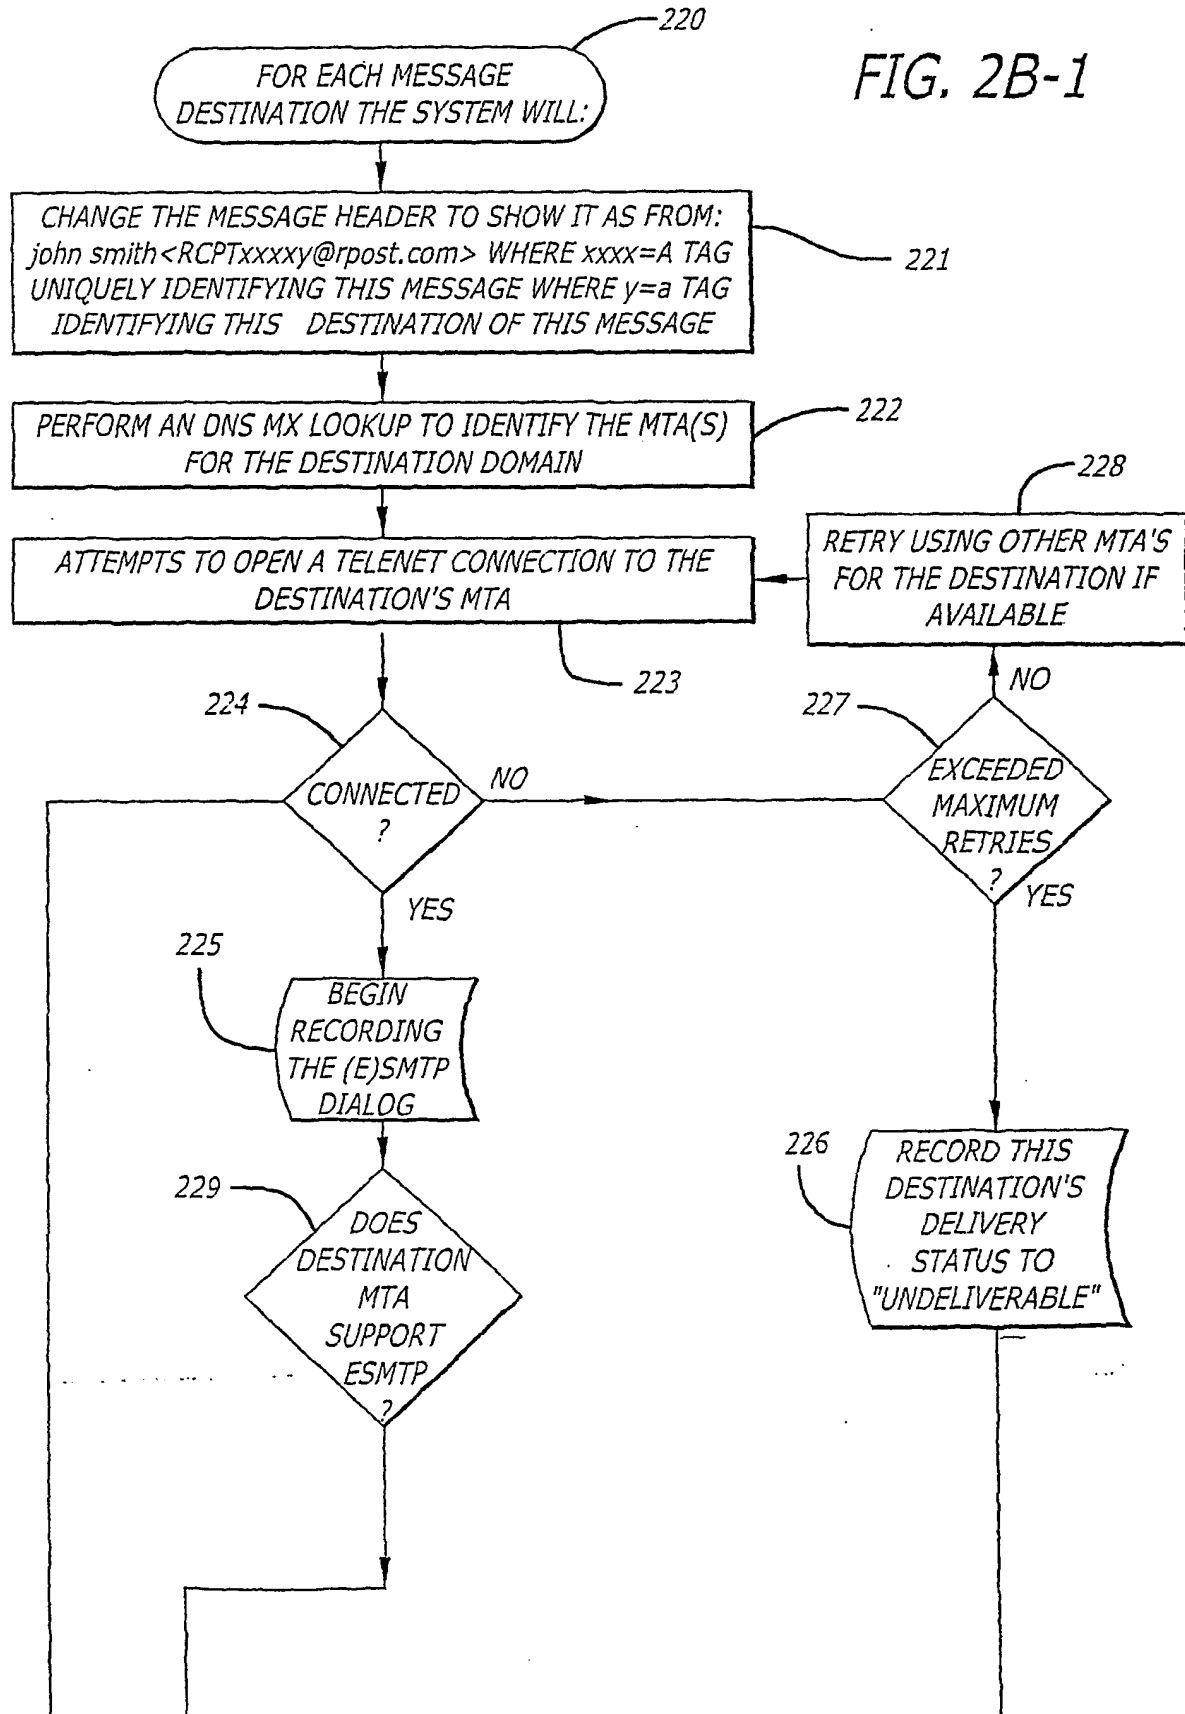 220
FIG. 2B-1
FOR EACH MESSAGE
DESTINATION THE SYSTEM WILL:
CHANGE THE MESSAGE HEADER TO SHOW IT AS FROM:
john smith<RCPTxxxxy@rpost.com> WHERE xxxx=A TAG
UNIQUELY IDENTIFYING THIS MESSAGE WHERE y=a TAG
IDENTIFYING THIS DESTINATION OF THIS MESSAGE
221
PERFORM AN DNS MX LOOKUP TO IDENTIFY THE MTA(S)
FOR THE DESTINATION DOMAIN
222
228
ATTEMPTS TO OPEN A TELENET CONNECTION TO THE
DESTINATION'S MTA
RETRY USING OTHER MTA'S
FOR THE DESTINATION IF
AVAILABLE
223
NO
224
227
CONNECTED
?
NO
EXCEEDED
MAXIMUM
RETRIES
?
YES
YES
225
BEGIN
RECORDING
THE (E)SMTP
DIALOG
226
RECORD THIS
DESTINATION'S
DELIVERY
STATUS TO
"UNDELIVERABLE"
229
DOES
DESTINATION
MTA
SUPPORT
ESMTP
?